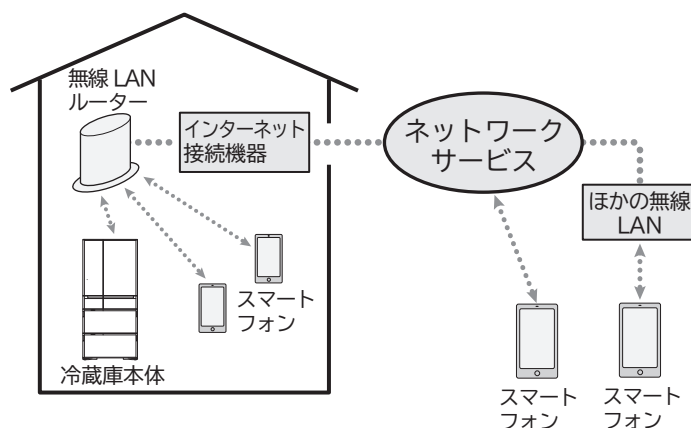 無線 LAN
ルーター
インターネット
接続機器
ネットワーク
サービス
ほかの無線
LAN
スマート
フォン
冷蔵庫本体
スマート
フォン
スマート
フォン